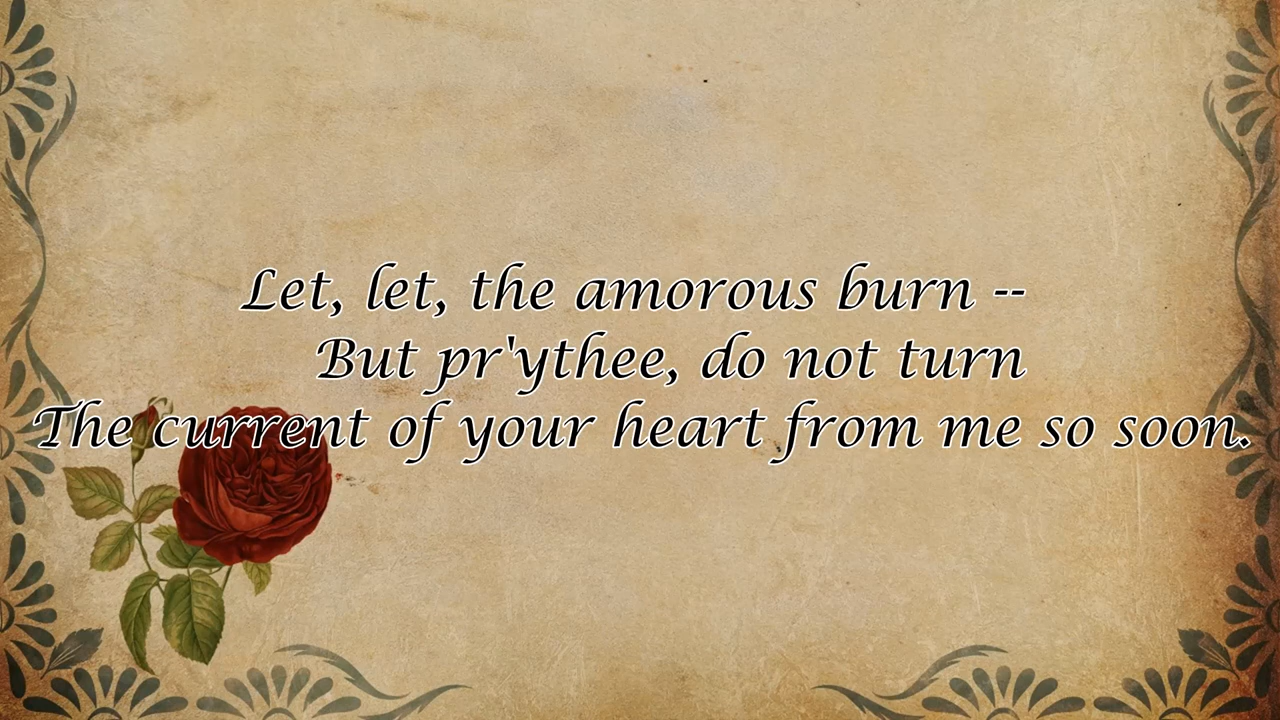 Let, let, the amorous burn --
But pr'ythee, do not turn
The current of your heart from me so soon.